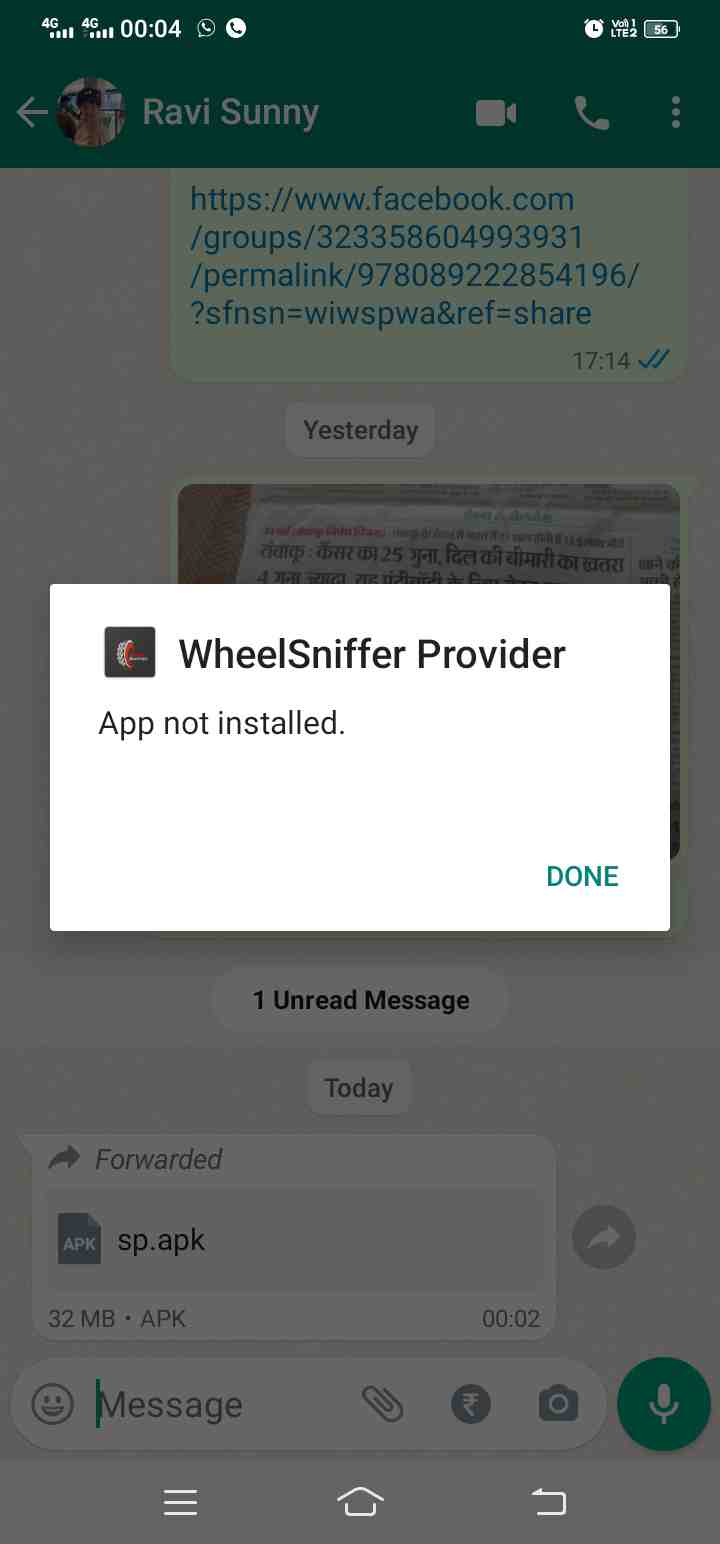 4G 4G 00:04 Vo)) 1 LTE2 56
Ravi Sunny
https://www.facebook.com
/groups/323358604993931
/permalink/978089222854196/
?sfnsn=wiwspwa&ref=share
17:14
Yesterday
तंबाकू : कैंसर का 25 गुना, दिल की बीमारी का खतरा
WheelSniffer Provider
App not installed.
DONE
1 Unread Message
Today
Forwarded
APK sp.apk
32 MB • APK 00:02
Message